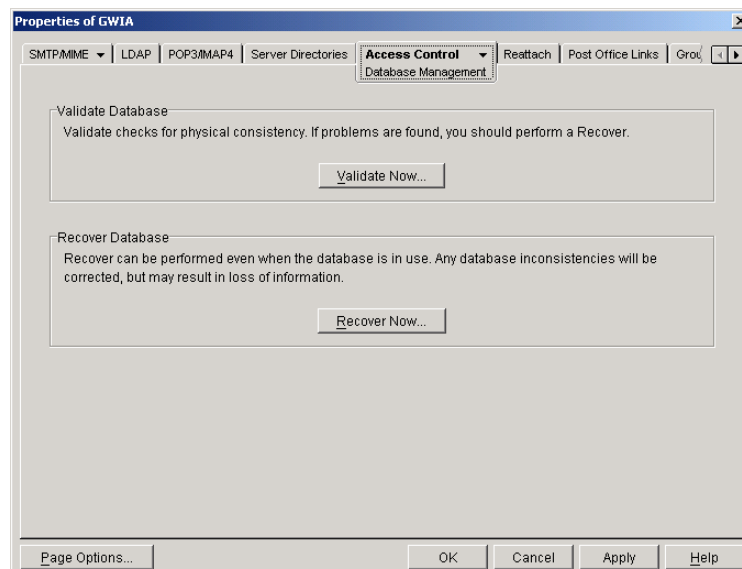 Properties of GWIA
SMTP/MIME LDAP POP3/IMAP4 Server Directories Access Control Reattach Post Office Links
Database Management
Validate Database
Validate checks for physical consistency. If problems are found, you should perform a Recover.
Validate Now...
Recover Database
Recover can be performed even when the database is in use. Any database inconsistencies will be
corrected, but may result in loss of information.
Recover Now...
Page Options... OK Cancel Apply Help